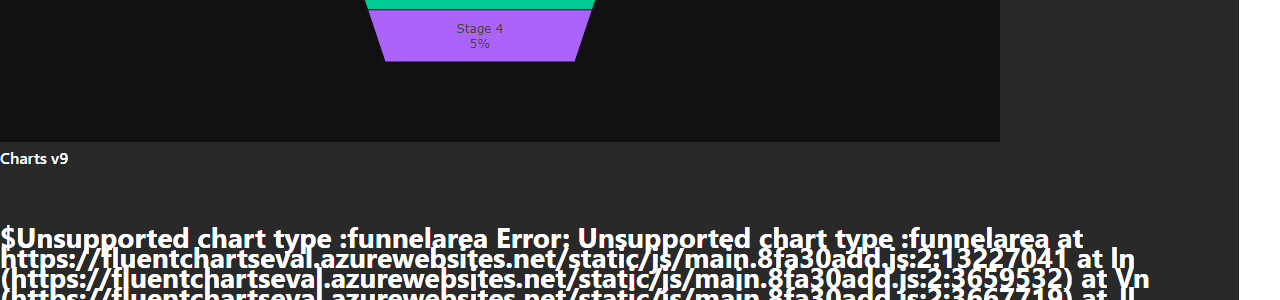 Stage 4
5%
Charts v9
$Unsupported chart type :funnelarea Error: Unsupported chart type :funnelarea at
https://fluentchartseval.azurewebsites.net/static/js/main.8fa30add.js:2:13227041 at ln
(https://fluentchartseval.azurewebsites.net/static/js/main.8fa30add.js:2:3659532) at Vn
(https://fluentchartseval.azurewebsites.net/static/js/main.8fa30add.js:2:3667719) at